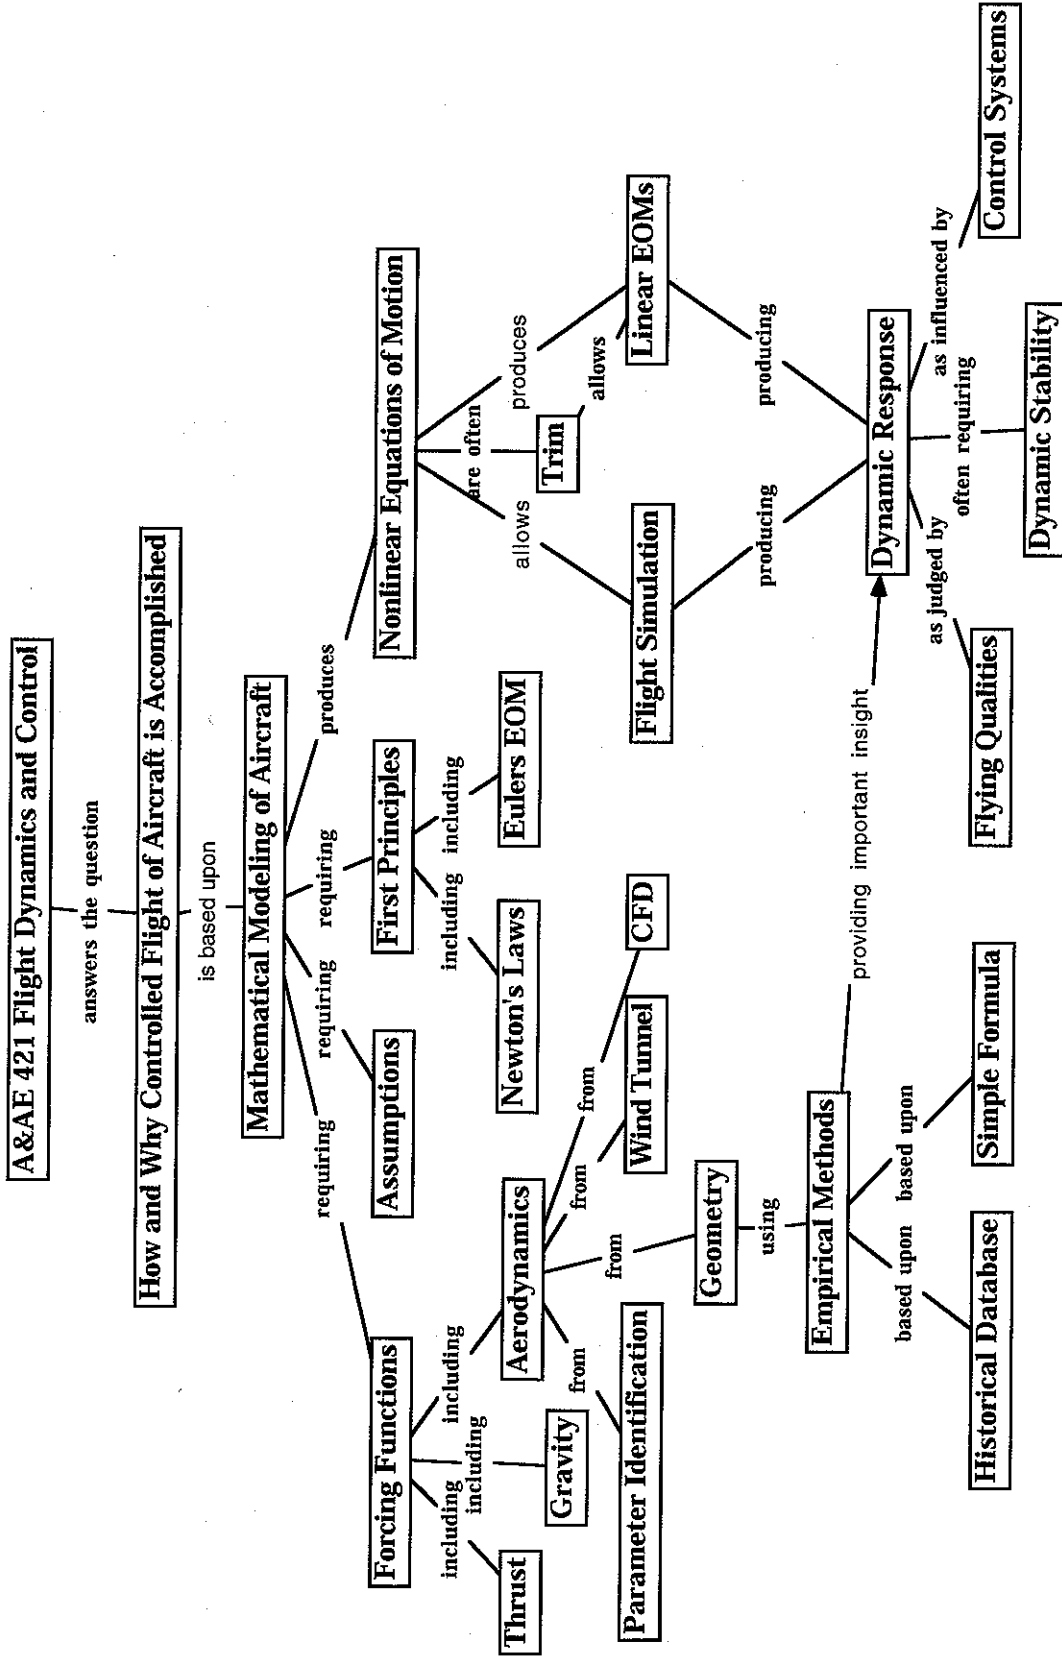 A&AE 421 Flight Dynamics and Control
answers the question
How and Why Controlled Flight of Aircraft is Accomplished
is based upon
Mathematical Modeling of Aircraft
requiring
requiring
requiring
produces
Forcing Functions
Assumptions
First Principles
Nonlinear Equations of Motion
including
including
including
including
including
allows
are often
produces
Thrust
Gravity
Aerodynamics
Newton's Laws
Eulers EOM
Trim
allows
from
from
from
from
Parameter Identification
Wind Tunnel
CFD
Flight Simulation
Linear EOMs
Geometry
using
producing
producing
Empirical Methods
providing important insight
Dynamic Response
based upon
based upon
as judged by
often requiring
as influenced by
Historical Database
Simple Formula
Flying Qualities
Dynamic Stability
Control Systems